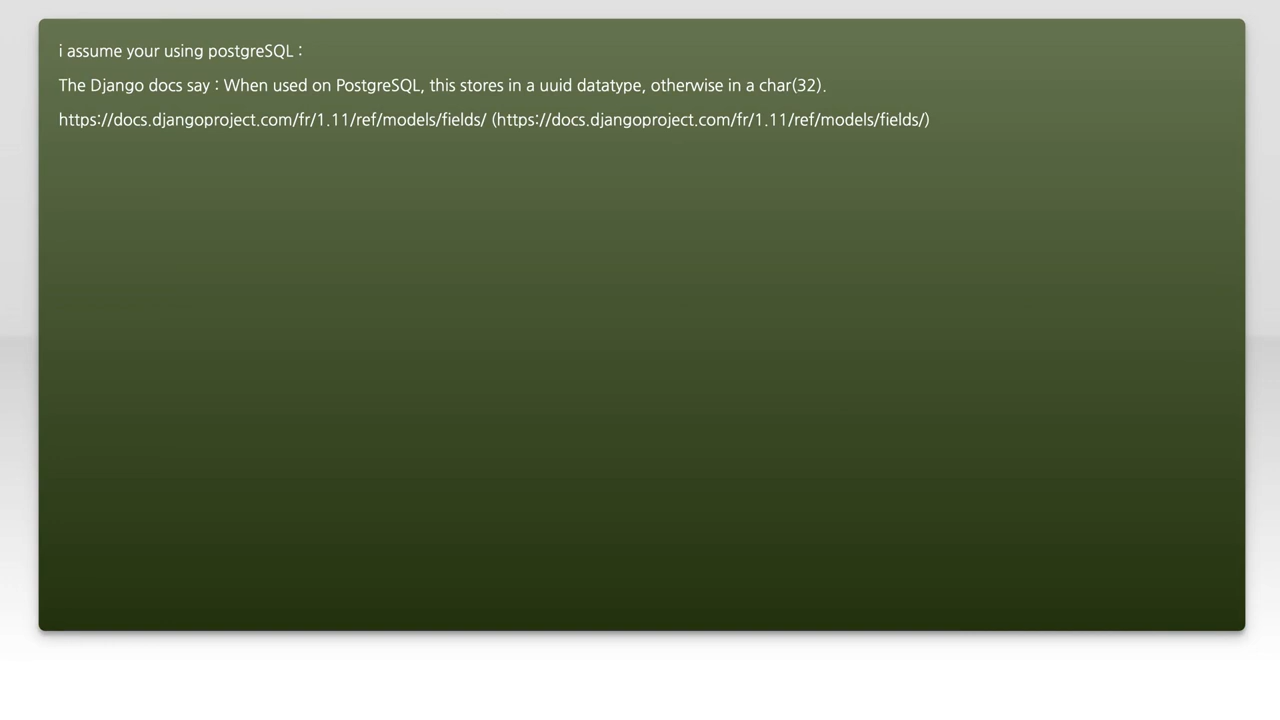 i assume your using postgreSQL :
The Django docs say : When used on PostgreSQL, this stores in a uuid datatype, otherwise in a char(32).
https://docs.djangoproject.com/fr/1.11/ref/models/fields/ (https://docs.djangoproject.com/fr/1.11/ref/models/fields/)